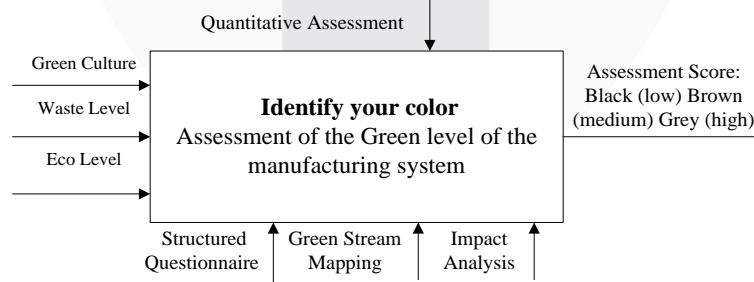 Quantitative Assessment
Green Culture
Waste Level
Eco Level
Identify your color
Assessment of the Green level of the
manufacturing system
Assessment Score:
Black (low) Brown
(medium) Grey (high)
Structured
Questionnaire
Green Stream
Mapping
Impact
Analysis